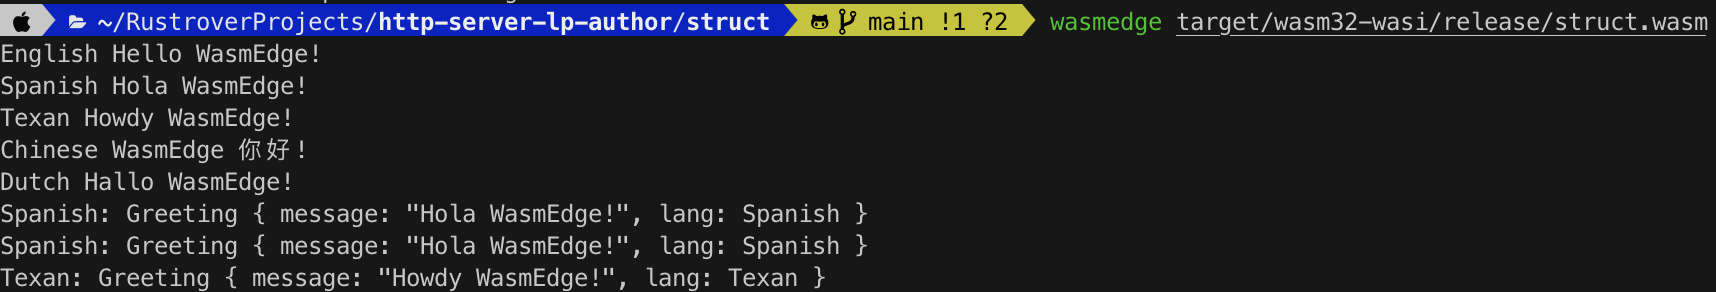 ~/RustroverProjects/http-server-lp-author/struct main !1 ?2 wasmedge target/wasm32-wasi/release/struct.wasm
English Hello WasmEdge!
Spanish Hola WasmEdge!
Texan Howdy WasmEdge!
Chinese WasmEdge 你好!
Dutch Hallo WasmEdge!
Spanish: Greeting { message: "Hola WasmEdge!", lang: Spanish }
Spanish: Greeting { message: "Hola WasmEdge!", lang: Spanish }
Texan: Greeting { message: "Howdy WasmEdge!", lang: Texan }